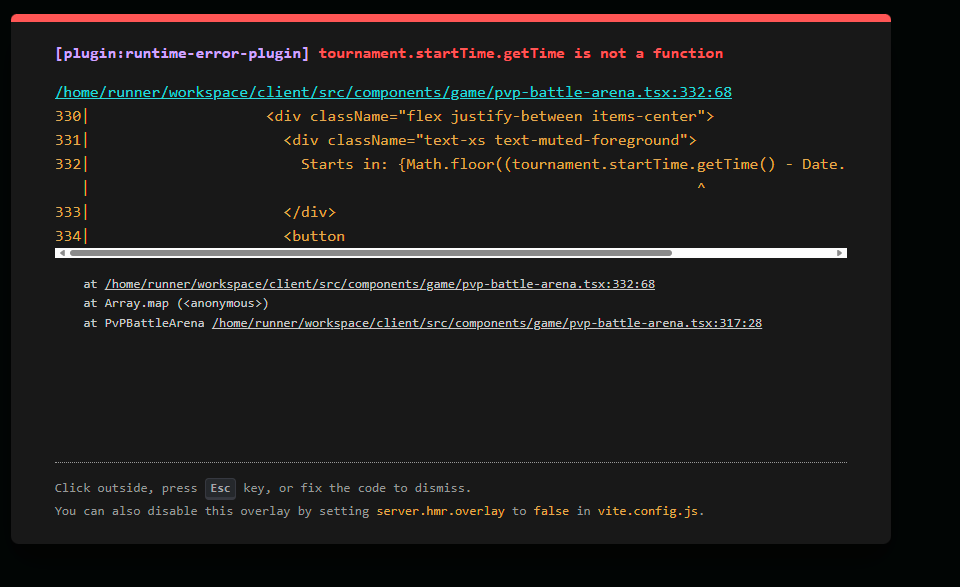 [plugin:runtime-error-plugin] tournament.startTime.getTime is not a function
/home/runner/workspace/client/src/components/game/pvp-battle-arena.tsx:332:68
330| <div className="flex justify-between items-center">
331| <div className="text-xs text-muted-foreground">
332| Starts in: {Math.floor((tournament.startTime.getTime() - Date.
| ^
333| </div>
334| <button
at /home/runner/workspace/client/src/components/game/pvp-battle-arena.tsx:332:68
at Array.map (<anonymous>)
at PvPBattleArena /home/runner/workspace/client/src/components/game/pvp-battle-arena.tsx:317:28
Click outside, press Esc key, or fix the code to dismiss.
You can also disable this overlay by setting server.hmr.overlay to false in vite.config.js.